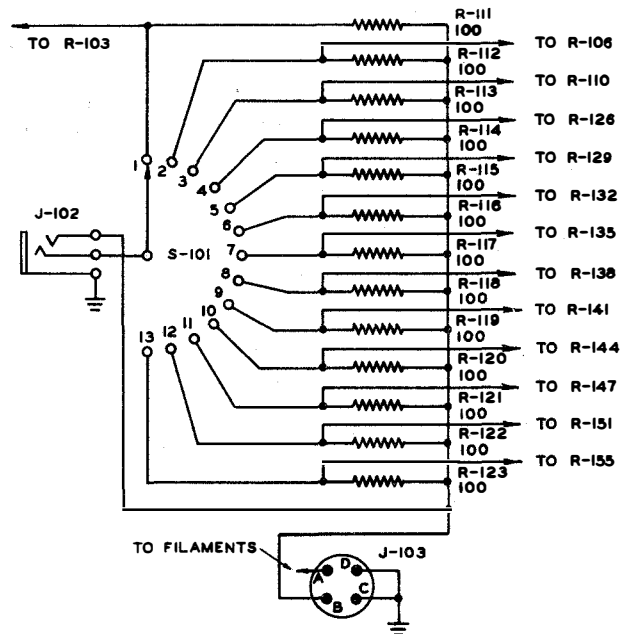 R-111
100
TO R-103
TO R-106
R-112
100
TO R-110
R-113
100
TO R-126
R-114
100
TO R-129
R-115
100
TO R-132
R-116
100
TO R-135
R-117
100
TO R-138
R-118
100
TO R-141
R-119
100
TO R-144
R-120
100
TO R-147
R-121
100
TO R-151
R-122
100
TO R-155
R-123
100
J-102
S-101
1
2
3
4
5
6
7
8
9
10
11
12
13
TO FILAMENTS
J-103
A
D
B
C